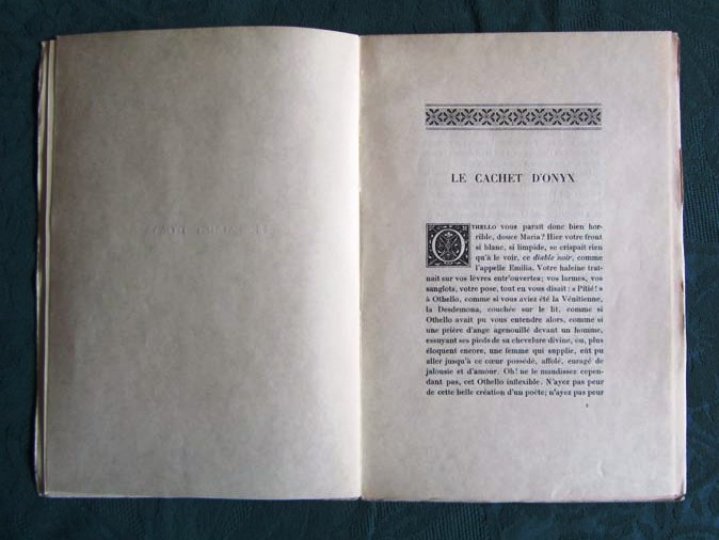 LE CACHET D'ONYX
OTHELLO VOUS paraît donc bien hor-
rible, douce Maria? Hier votre front
si blanc, si limpide, se crispait rien
qu'à le voir, ce diable noir, comme
l'appelle Emilia. Votre haleine trat-
nait sur vos lèvres entr'ouvertes; vos larmes, vos
sanglots, votre pose, tout en vous disait: « Pitié! »
à Othello, comme si vous aviez été la Vénitienne,
la Desdemona, couchée sur le lit, comme si
Othello avait pu vous entendre alors, comme si
une prière d'ange agenouillé devant un homme,
essuyant ses pieds de sa chevelure divine, ou, plus
éloquent encore, une femme qui supplie, eût pu
aller jusqu'à ce cœur possédé, affolé, enragé de
jalousie et d'amour. Oh! ne le maudissez cepen-
dant pas, cet Othello inflexible. N'ayez pas peur
de cette belle création d'un poète; n'ayez pas peur